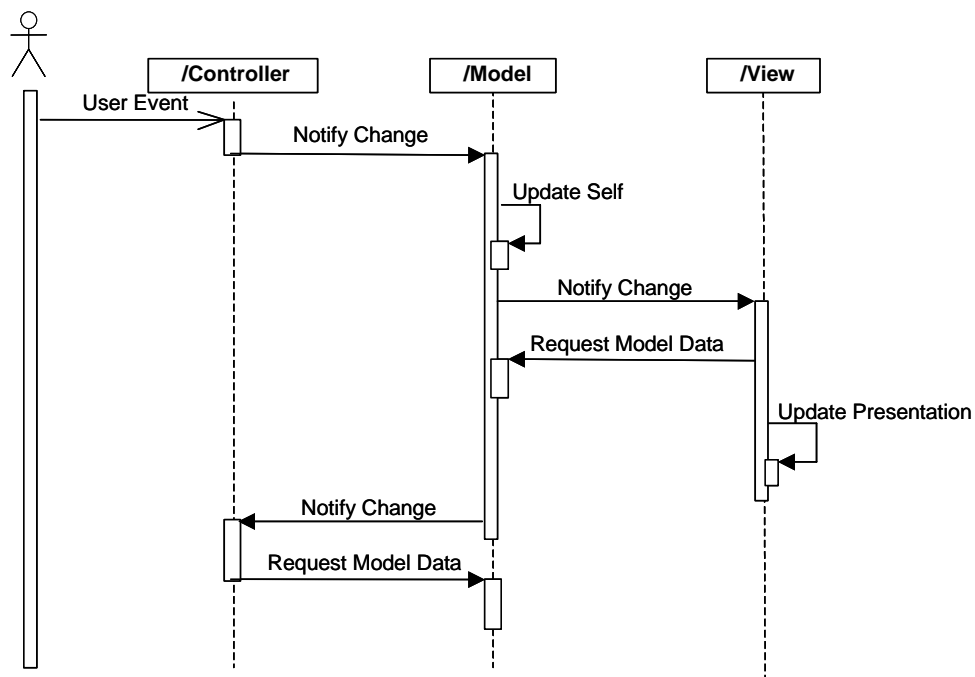 /Controller
/Model
/View
User Event
Notify Change
Update Self
Notify Change
Request Model Data
Update Presentation
Notify Change
Request Model Data